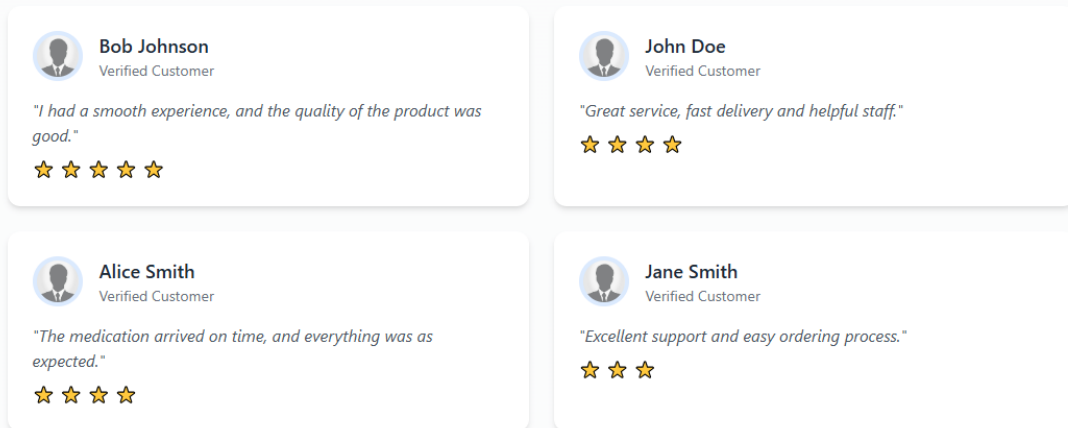 Bob Johnson
Verified Customer
"I had a smooth experience, and the quality of the product was
good."
John Doe
Verified Customer
"Great service, fast delivery and helpful staff."
Alice Smith
Verified Customer
"The medication arrived on time, and everything was as
expected."
Jane Smith
Verified Customer
"Excellent support and easy ordering process."